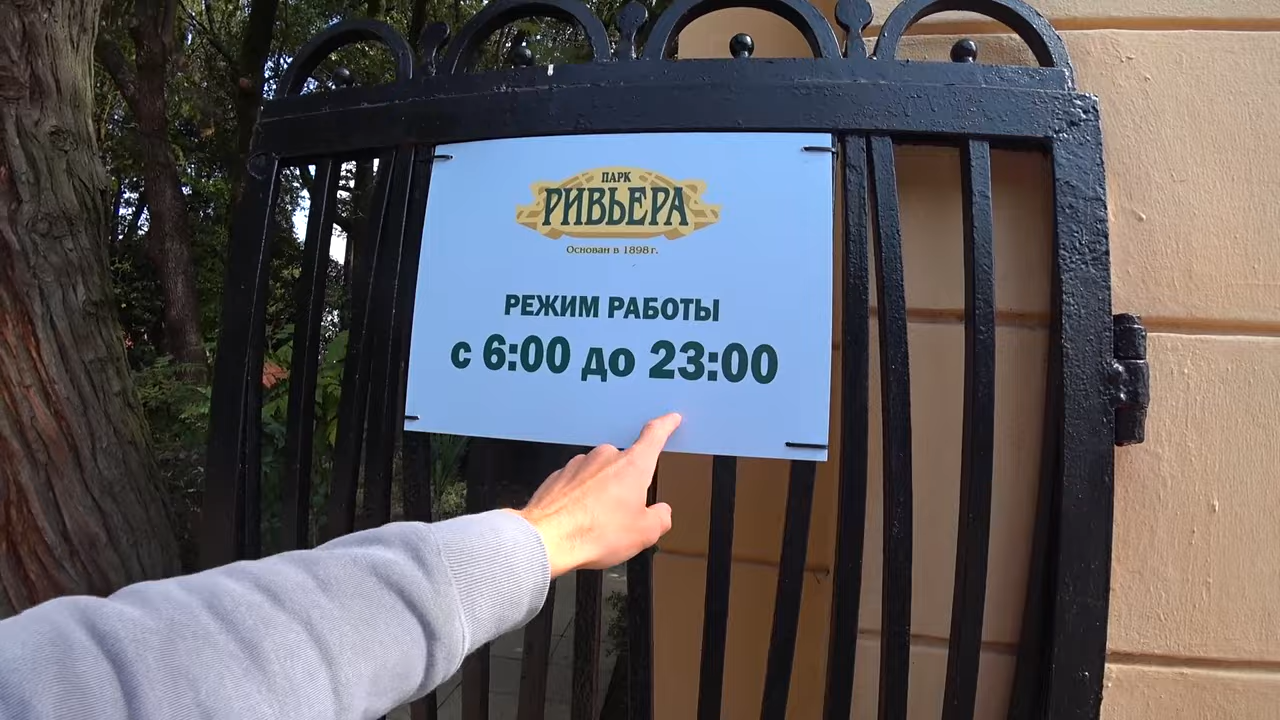 ПАРК
РИВЬЕРА
Основан в 1898 г.
РЕЖИМ РАБОТЫ
с 6:00 до 23:00